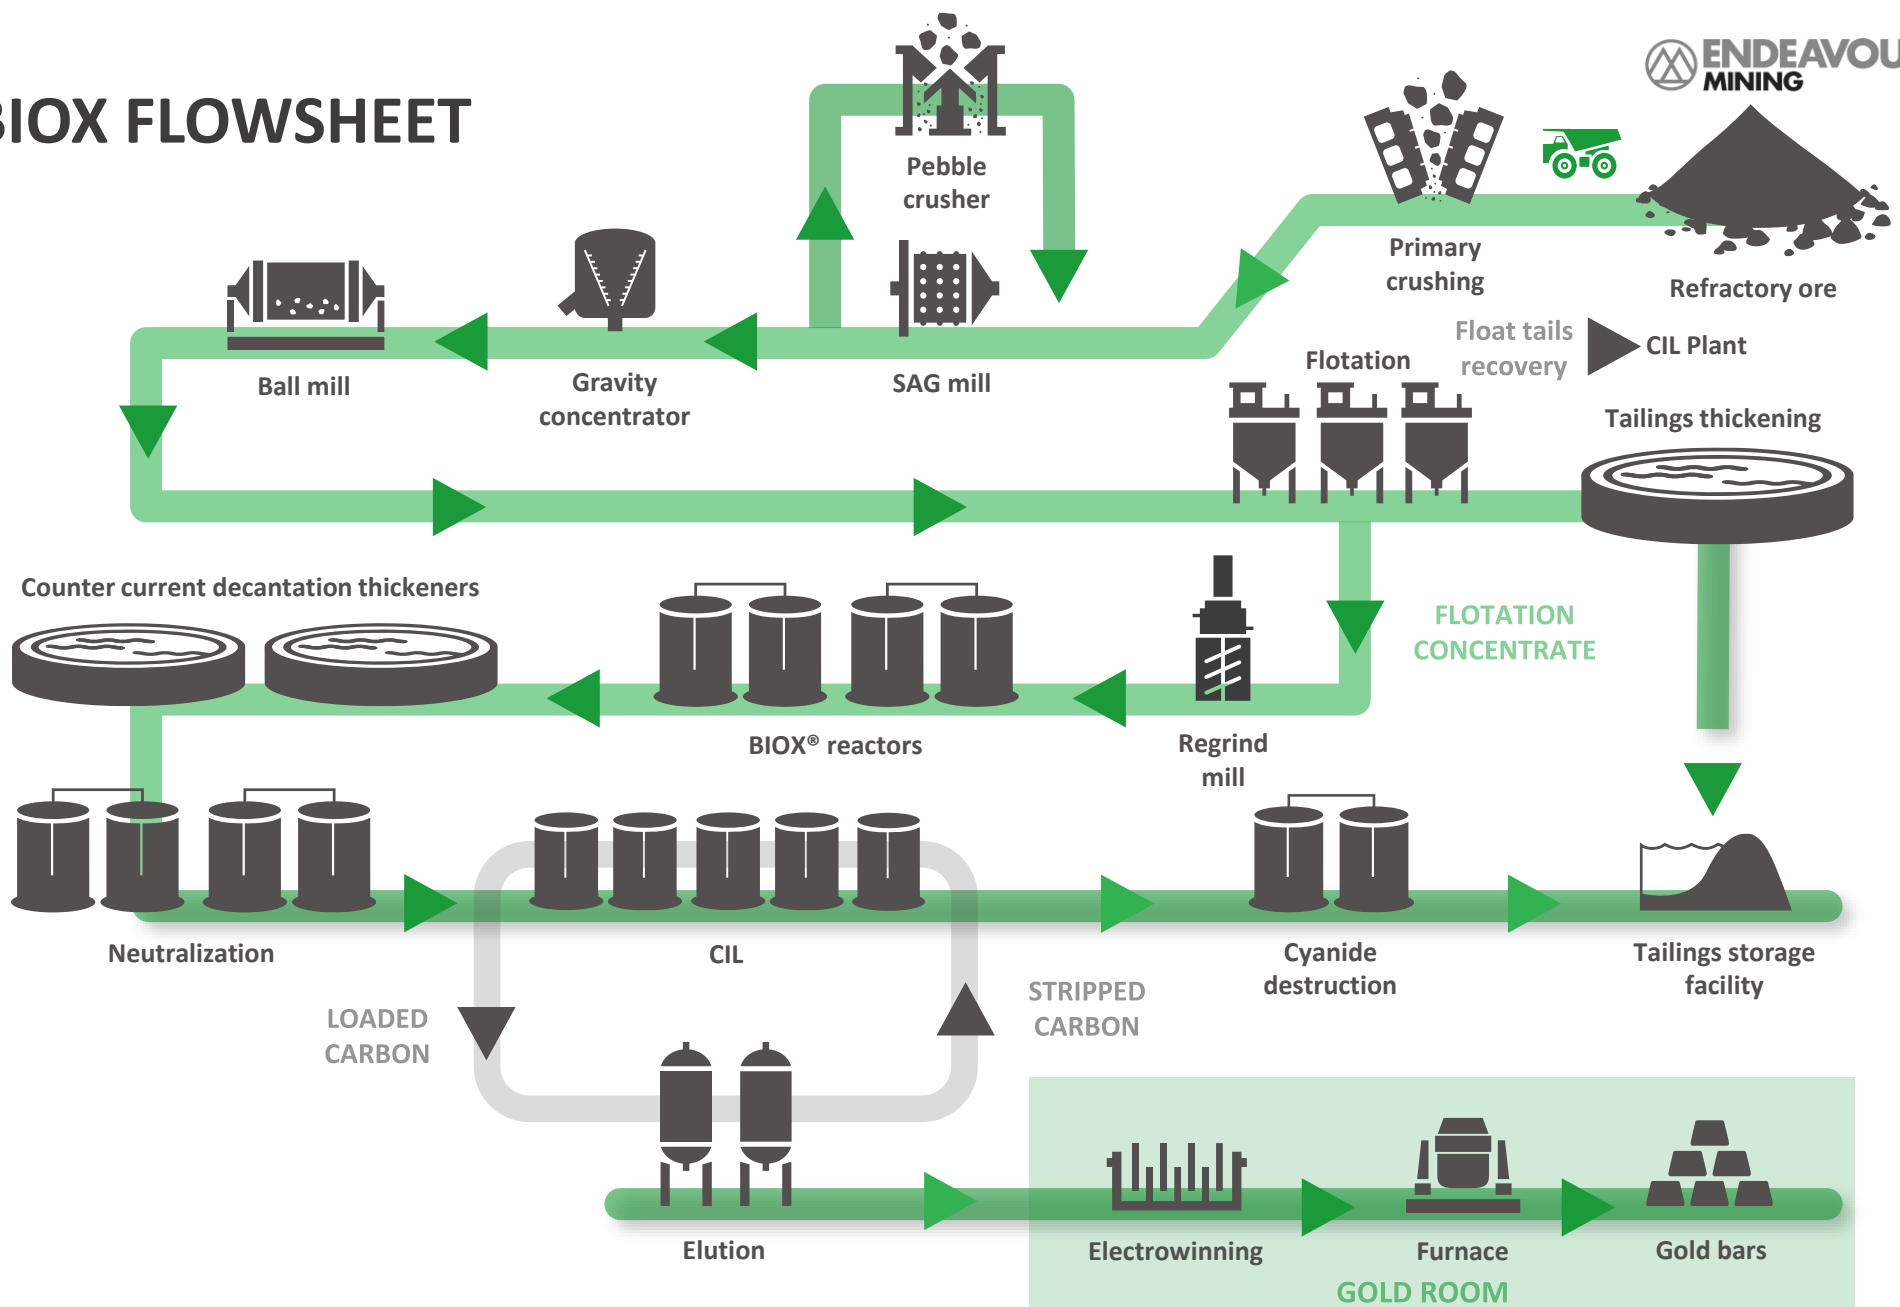 BIOX FLOWSHEET
ENDEAVOU
MINING
Pebble
crusher
Primary
crushing
Refractory ore
Float tails
recovery
CIL Plant
Ball mill
Gravity
concentrator
SAG mill
Flotation
Tailings thickening
Counter current decantation thickeners
FLOTATION
CONCENTRATE
BIOX® reactors
Regrind
mill
Neutralization
CIL
Cyanide
destruction
Tailings storage
facility
LOADED
CARBON
STRIPPED
CARBON
Elution
Electrowinning
Furnace
Gold bars
GOLD ROOM